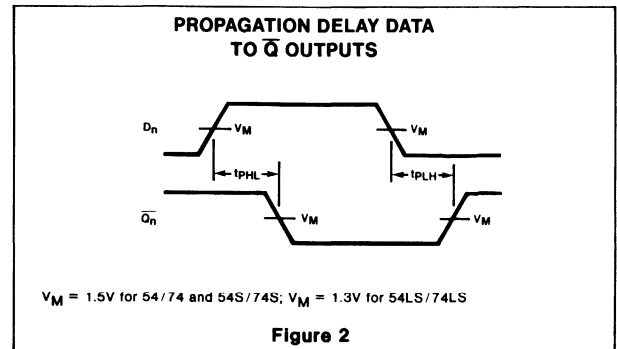 PROPAGATION DELAY DATA
TO Q̅ OUTPUTS
Dn
VM
VM
tPHL
tPLH
Q̅n
VM
VM
VM = 1.5V for 54/74 and 54S/74S; VM = 1.3V for 54LS/74LS
Figure 2